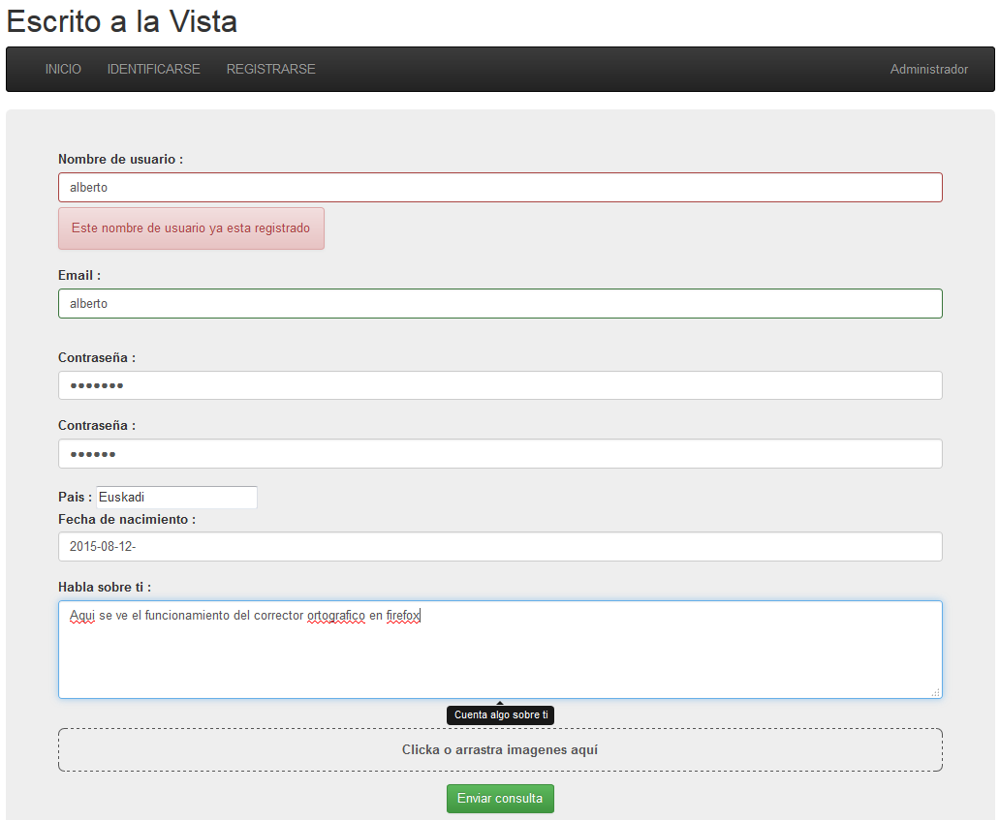 Escrito a la Vista
INICIO IDENTIFICARSE REGISTRARSE Administrador
Nombre de usuario :
alberto
Este nombre de usuario ya esta registrado
Email :
alberto
Contraseña :
•••••••
Contraseña :
••••••
Pais : Euskadi
Fecha de nacimiento :
2015-08-12-
Habla sobre ti :
Aqui se ve el funcionamiento del corrector ortografico en firefox
Cuenta algo sobre ti
Clicka o arrastra imagenes aquí
Enviar consulta